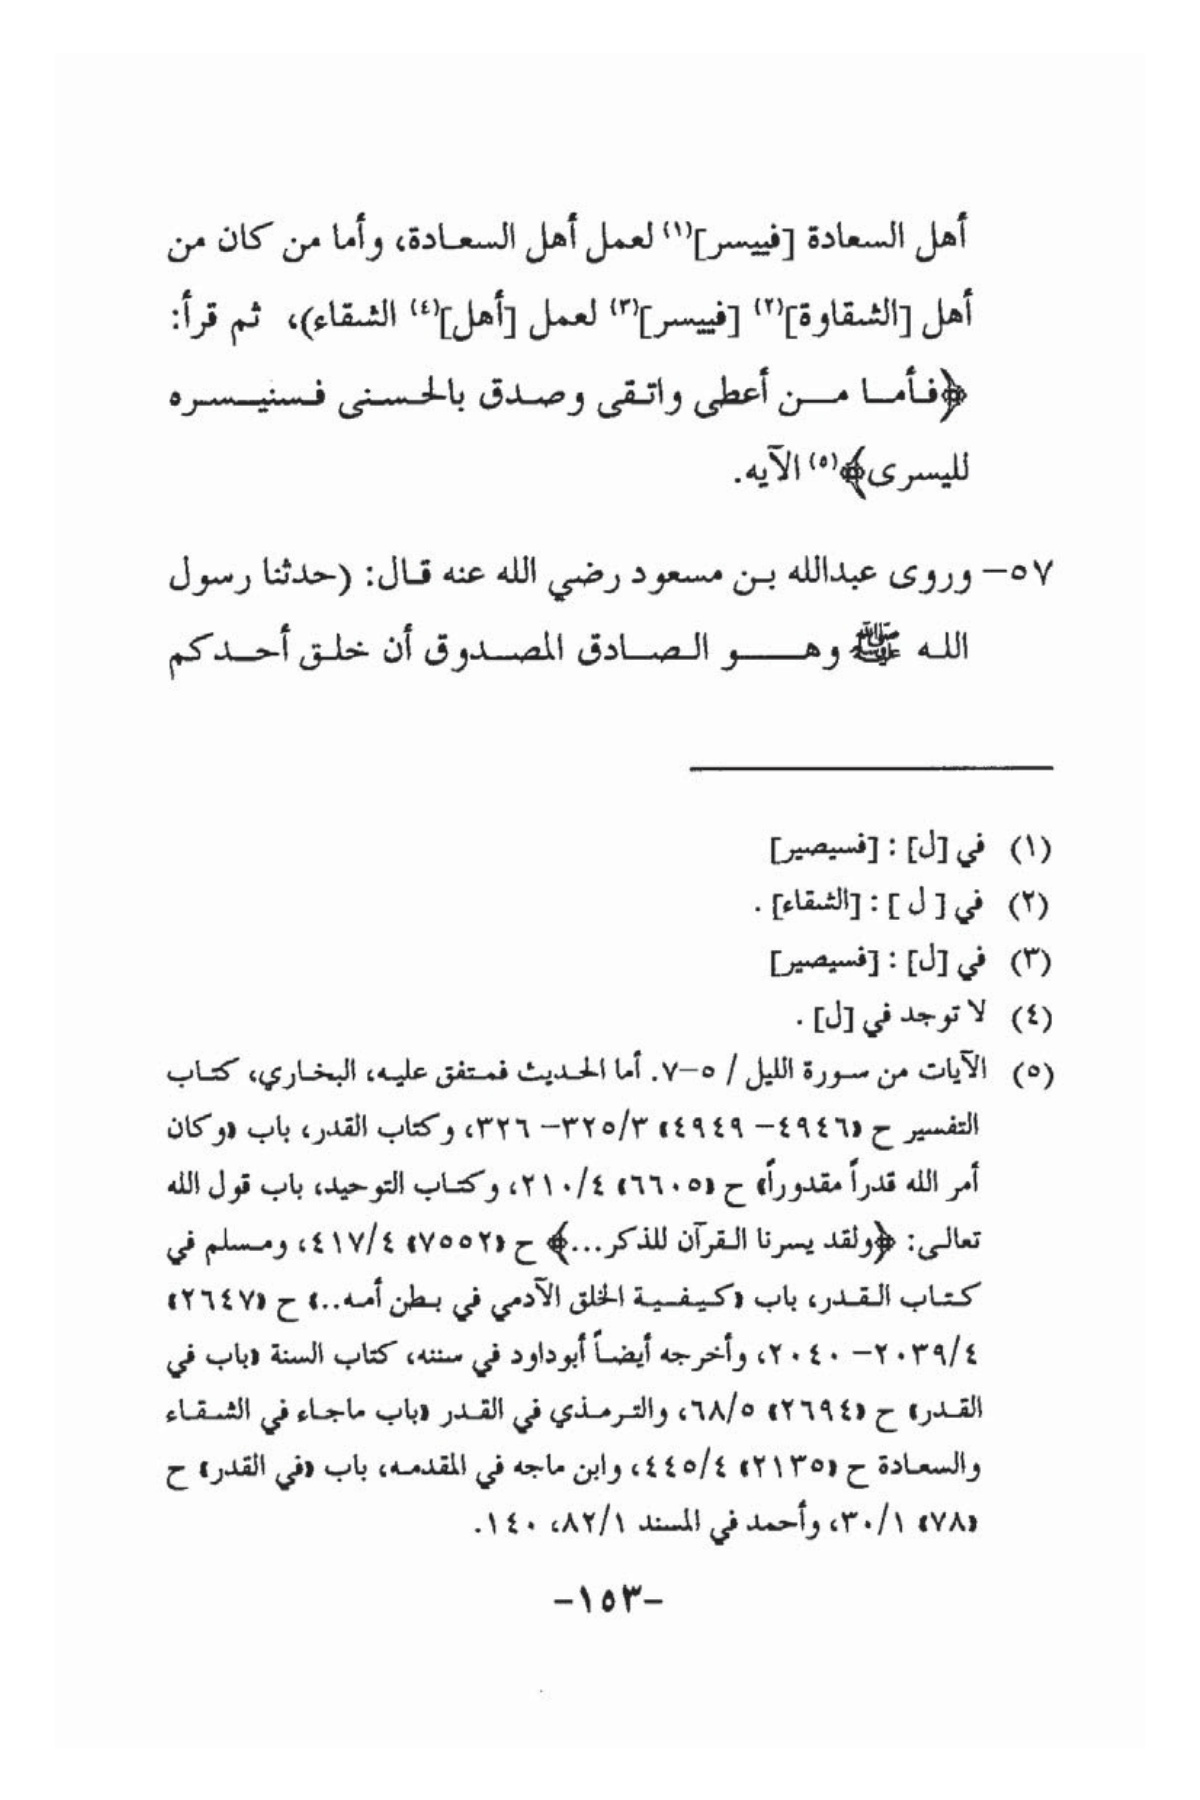 أهل السعادة [فييسر](١) لعمل أهل السعادة، وأما من كان من
أهل [الشقاوة](٢) [فييسر](٣) لعمل [أهل](٤) الشقاء)، ثم قرأ:
﴿فأما من أعطى واتقى وصدق بالحسنى فسنيسره
لليسرى﴾(٥) الآيه.
٥٧– وروى عبدالله بن مسعود رضي الله عنه قال: (حدثنا رسول
الله ﷺ وهو الصادق المصدوق أن خلق أحدكم
(١) في [ل] : [فسيصير]
(٢) في [ ل ] : [الشقاء] .
(٣) في [ل] : [فسيصير]
(٤) لا توجد في [ل] .
(٥) الآيات من سورة الليل / ٥–٧. أما الحديث فمتفق عليه، البخاري، كتاب
التفسير ح «٤٩٤٦– ٤٩٤٩» ٣٢٥/٣– ٣٢٦، وكتاب القدر، باب «وكان
أمر الله قدراً مقدوراً» ح «٦٦٠٥» ٢١٠/٤، وكتاب التوحيد، باب قول الله
تعالى: ﴿ولقد يسرنا القرآن للذكر...﴾ ح «٧٥٥٢» ٤١٧/٤، ومسلم في
كتاب القدر، باب «كيفية الخلق الآدمي في بطن أمه..» ح «٢٦٤٧»
٢٠٣٩/٤– ٢٠٤٠، وأخرجه أيضاً أبوداود في سننه، كتاب السنة «باب في
القدر» ح «٢٦٩٤» ٦٨/٥، والترمذي في القدر «باب ماجاء في الشقاء
والسعادة ح «٢١٣٥» ٤٤٥/٤، وابن ماجه في المقدمه، باب «في القدر» ح
«٧٨» ٣٠/١، وأحمد في المسند ٨٢/١، ١٤٠.
–١٥٣–